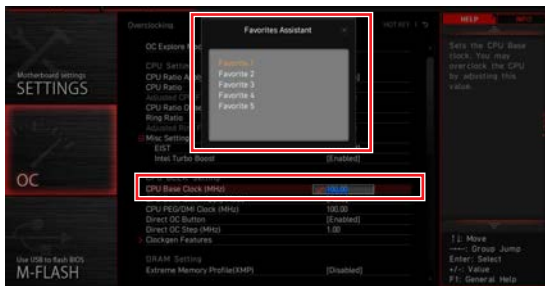 Overclocking
HOT KEY
HELP
INFO
Favorites Assistant
Favorite 1
Favorite 2
Favorite 3
Favorite 4
Favorite 5
OC Explore
CPU
CPU Ratio
CPU Ratio
Adjusted
CPU Ratio
Ring Ratio
Adjusted
Misc Setting
EIST
Intel Turbo Boost [Enabled]
CPU Base Clock (MHz) 100.00
CPU PEG/DMI Clock (MHz) 100.00
Direct OC Button [Enabled]
Direct OC Step (MHz) 1.00
Clockgen Features
DRAM Setting
Extreme Memory Profile(XMP) [Disabled]
Motherboard settings
SETTINGS
OC
Use USB to flash BIOS
M-FLASH
Sets the CPU Base
clock. You may
overclock the CPU
by adjusting this
value.
↑↓: Move
Group Jump
Enter: Select
+/-: Value
F1: General Help